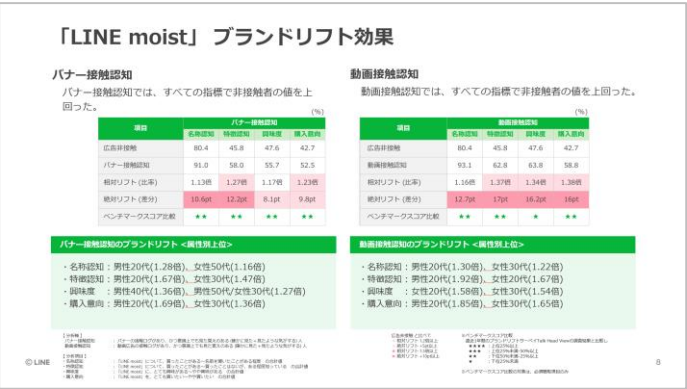 「LINE moist」 ブランドリフト効果
バナー接触認知
バナー接触認知では、すべての指標で非接触者の値を上
回った。
(%)
項目 バナー接触認知
名称認知 特徴認知 興味度 購入意向
広告非接触 80.4 45.8 47.6 42.7
バナー接触認知 91.0 58.0 55.7 52.5
相対リフト (比率) 1.13倍 1.27倍 1.17倍 1.23倍
絶対リフト (差分) 10.6pt 12.2pt 8.1pt 9.8pt
ベンチマークスコア比較 ★★ ★★ ★★ ★★
バナー接触認知のブランドリフト <属性別上位>
・名称認知：男性20代(1.28倍)、女性50代(1.16倍)
・特徴認知：男性20代(1.67倍)、男性30代(1.47倍)
・興味度 ：男性20代(1.36倍)、男性50代/女性30代(1.27倍)
・購入意向：男性20代(1.69倍)、女性30代(1.36倍)
動画接触認知
動画接触認知では、すべての指標で非接触者の値を上回った。
(%)
項目 動画接触認知
名称認知 特徴認知 興味度 購入意向
広告非接触 80.4 45.8 47.6 42.7
動画接触認知 93.1 62.8 63.8 58.8
相対リフト (比率) 1.16倍 1.37倍 1.34倍 1.38倍
絶対リフト (差分) 12.7pt 17pt 16.2pt 16pt
ベンチマークスコア比較 ★★ ★★ ★ ★★
動画接触認知のブランドリフト <属性別上位>
・名称認知：男性20代(1.30倍)、女性30代(1.22倍)
・特徴認知：男性20代(1.92倍)、男性30代(1.67倍)
・興味度 ：女性20代(1.58倍)、女性30代(1.54倍)
・購入意向：男性20代(1.85倍)、女性30代(1.65倍)
© LINE
8